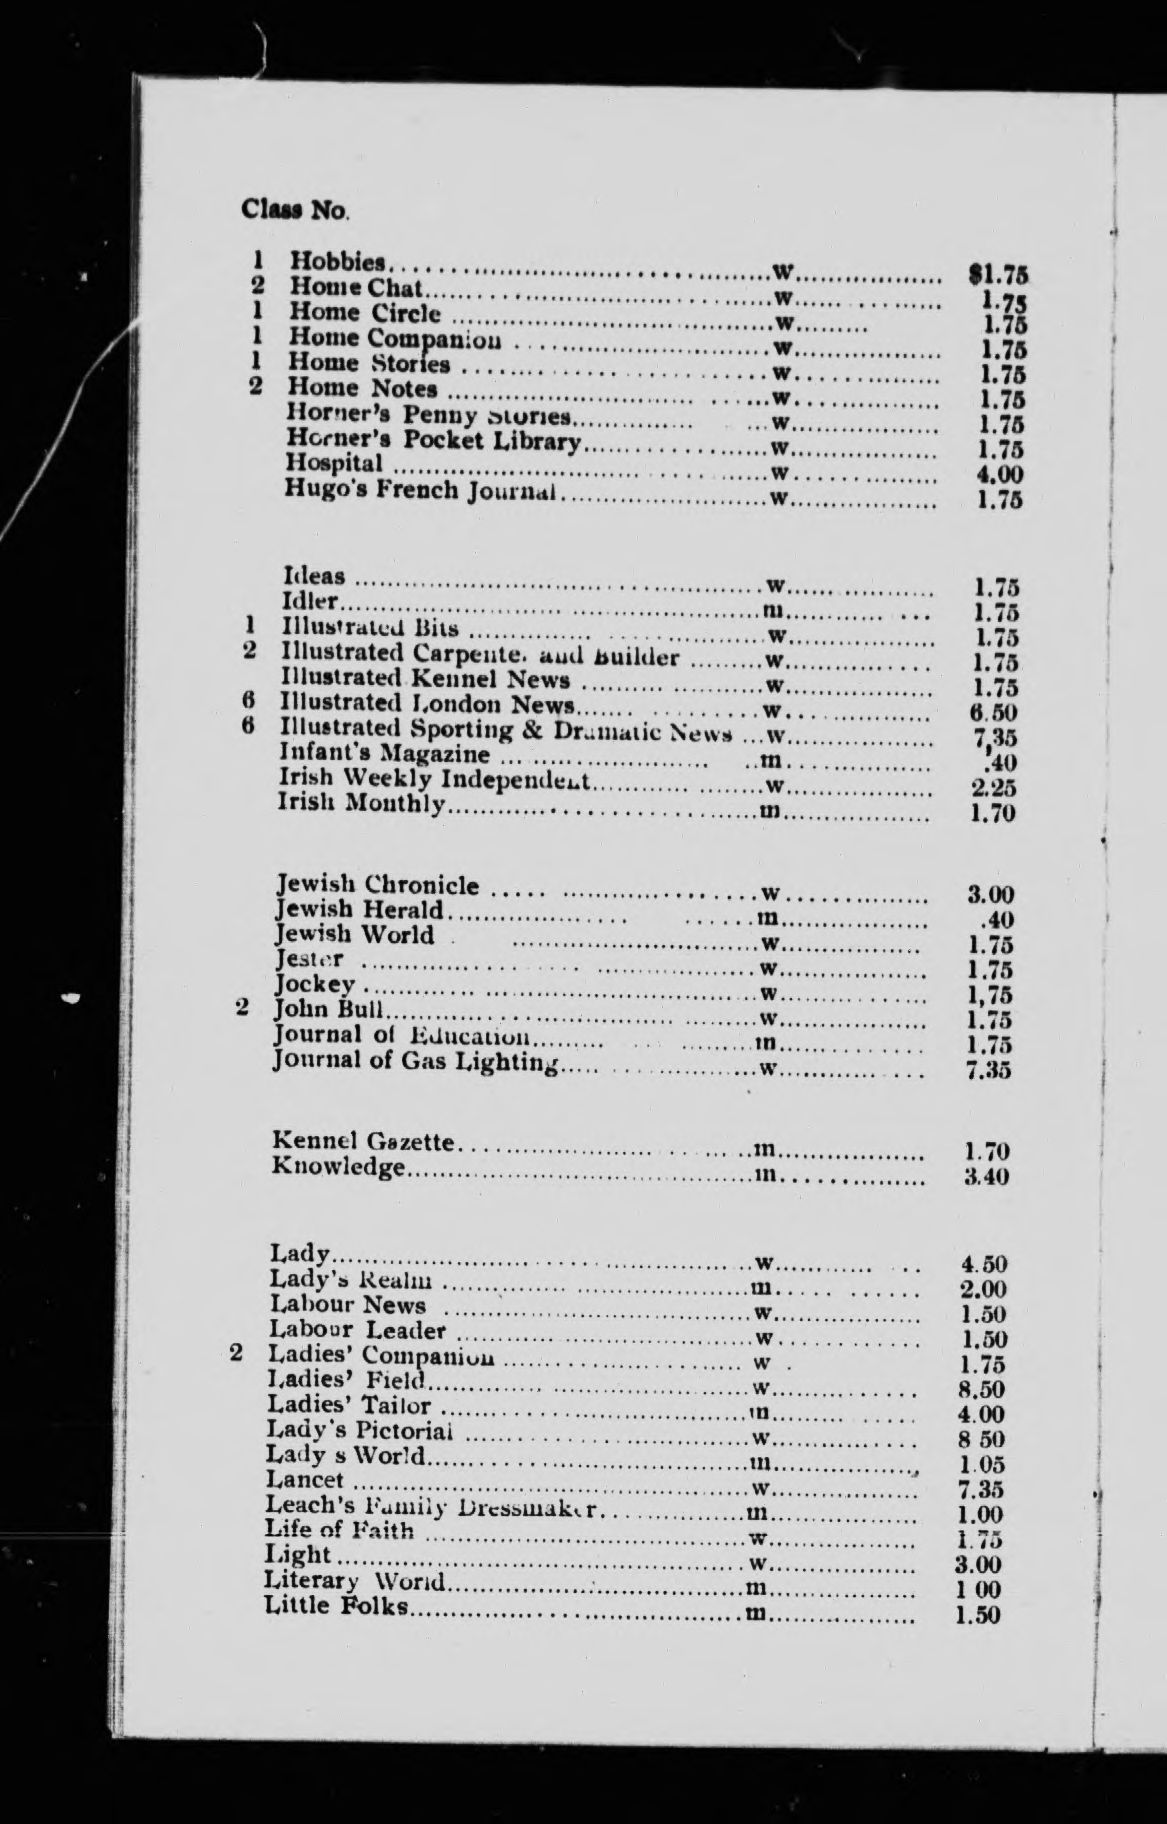 Class No.
1 Hobbies........w........ $1.75
2 Home Chat........w........ 1.75
1 Home Circle ........w........ 1.75
1 Home Companion ........w........ 1.75
1 Home Stories ........w........ 1.75
2 Home Notes ........w........ 1.75
Horner's Penny Stories........w........ 1.75
Horner's Pocket Library........w........ 1.75
Hospital ........w........ 4.00
Hugo's French Journal........w........ 1.75
Ideas ........w........ 1.75
Idler........m........ 1.75
1 Illustrated Bits ........w........ 1.75
2 Illustrated Carpenter and Builder ........w........ 1.75
Illustrated Kennel News ........w........ 1.75
6 Illustrated London News........w........ 6.50
6 Illustrated Sporting & Dramatic News ...w........ 7,35
Infant's Magazine ........m........ .40
Irish Weekly Independent........w........ 2.25
Irish Monthly........m........ 1.70
Jewish Chronicle ........w........ 3.00
Jewish Herald........m........ .40
Jewish World ........w........ 1.75
Jester ........w........ 1.75
Jockey ........w........ 1,75
2 John Bull........w........ 1.75
Journal of Education........m........ 1.75
Journal of Gas Lighting........w........ 7.35
Kennel Gazette........m........ 1.70
Knowledge........m........ 3.40
Lady........w........ 4.50
Lady's Realm ........m........ 2.00
Labour News ........w........ 1.50
Labour Leader ........w........ 1.50
2 Ladies' Companion ........ w . 1.75
Ladies' Field........w........ 8.50
Ladies' Tailor ........m........ 4.00
Lady's Pictorial ........w........ 8 50
Lady s World........m........ 1.05
Lancet ........w........ 7.35
Leach's Family Dressmaker........m........ 1.00
Life of Faith ........w........ 1.75
Light ........w........ 3.00
Literary World........m........ 1 00
Little Folks........m........ 1.50